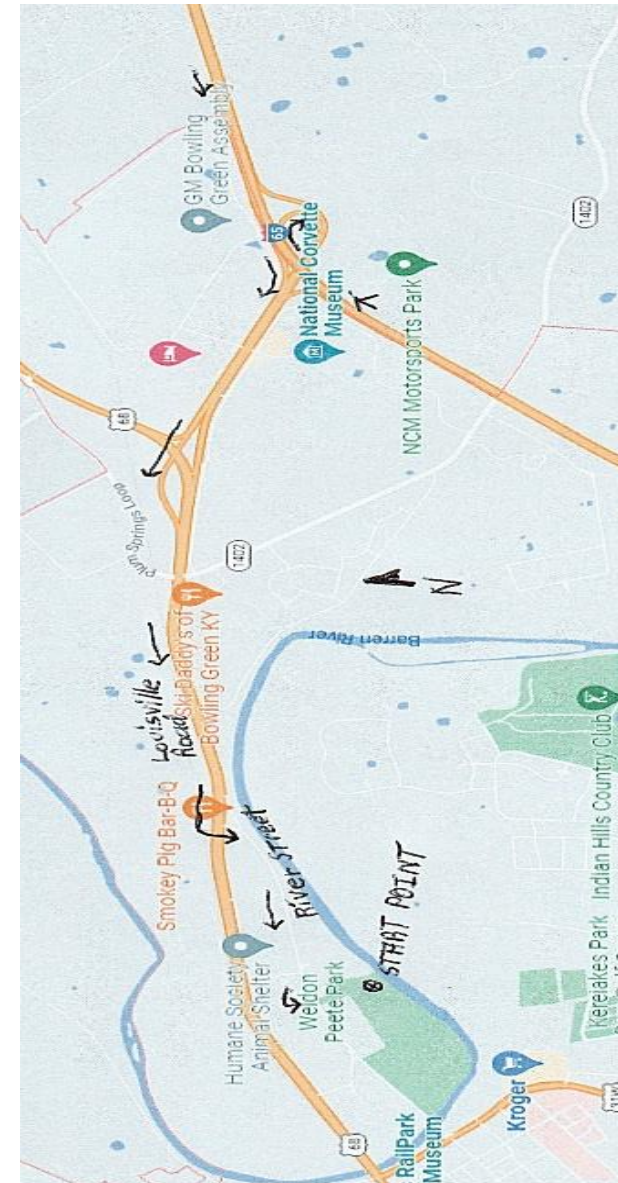 GM Bowling
Green Assembly
65
National Corvette
Museum
NCM Motorsports Park
1402
68
Plum Springs Loop
1402
Louisville
Road
Ski Daddy's of
Bowling Green KY
N
Barren River
Smokey Pig Bar-B-Q
River Street
Humane Society
Animal Shelter
Weldon
Peete Park
START POINT
Indian Hills Country Club
Kerelakes Park
68
RailPark
Museum
Kroger
31W